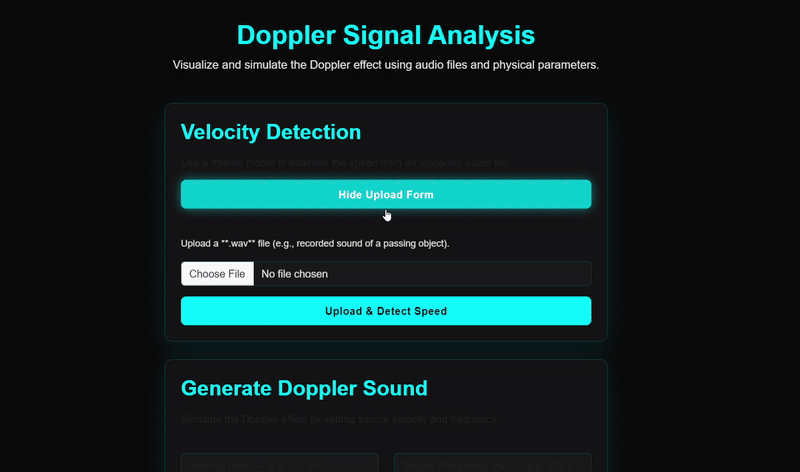 Doppler Signal Analysis
Visualize and simulate the Doppler effect using audio files and physical parameters.
Velocity Detection
Use a trained model to estimate the speed from an uploaded audio file.
Hide Upload Form
Upload a **.wav** file (e.g., recorded sound of a passing object).
Choose File No file chosen
Upload & Detect Speed
Generate Doppler Sound
Simulate the Doppler effect by setting source velocity and frequency.